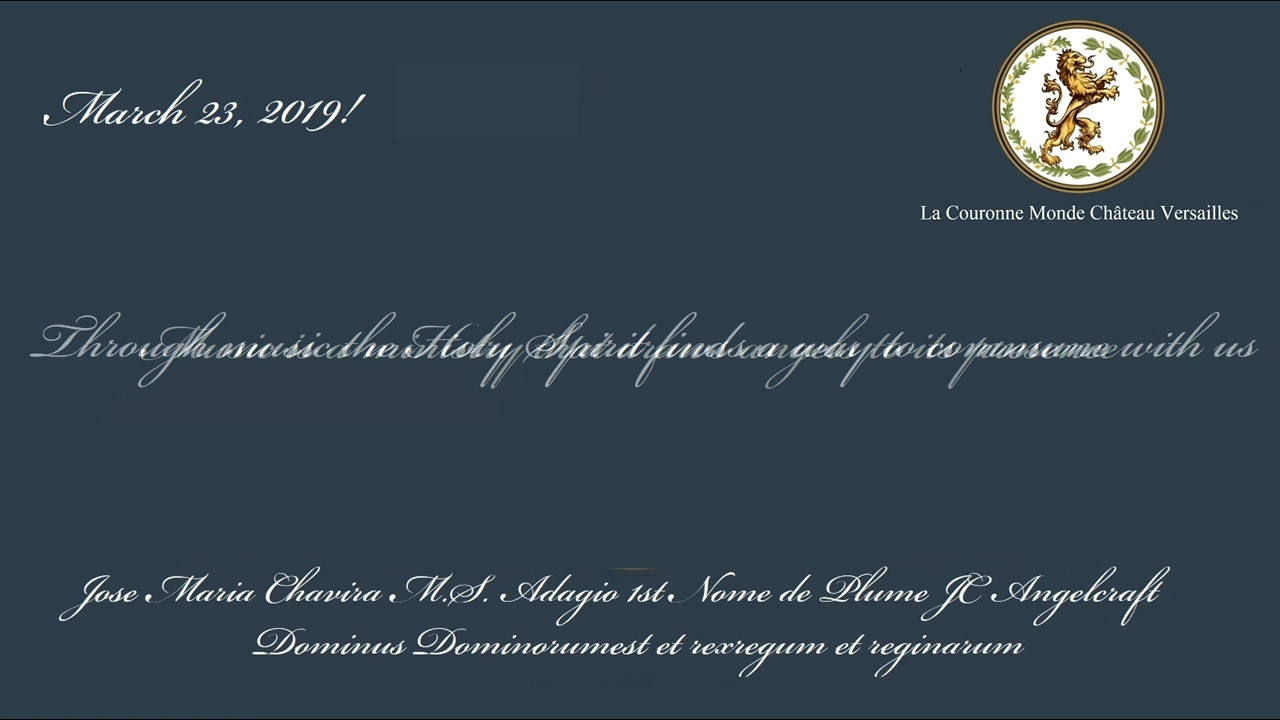 March 23, 2019!
La Couronne Monde Château Versailles
Through music the Holy Spirit finds a way to commune with us
Jose Maria Chavira M.S. Adagio 1st Nome de Plume JC Angelcraft
Dominus Dominorumest et rexregum et reginarum